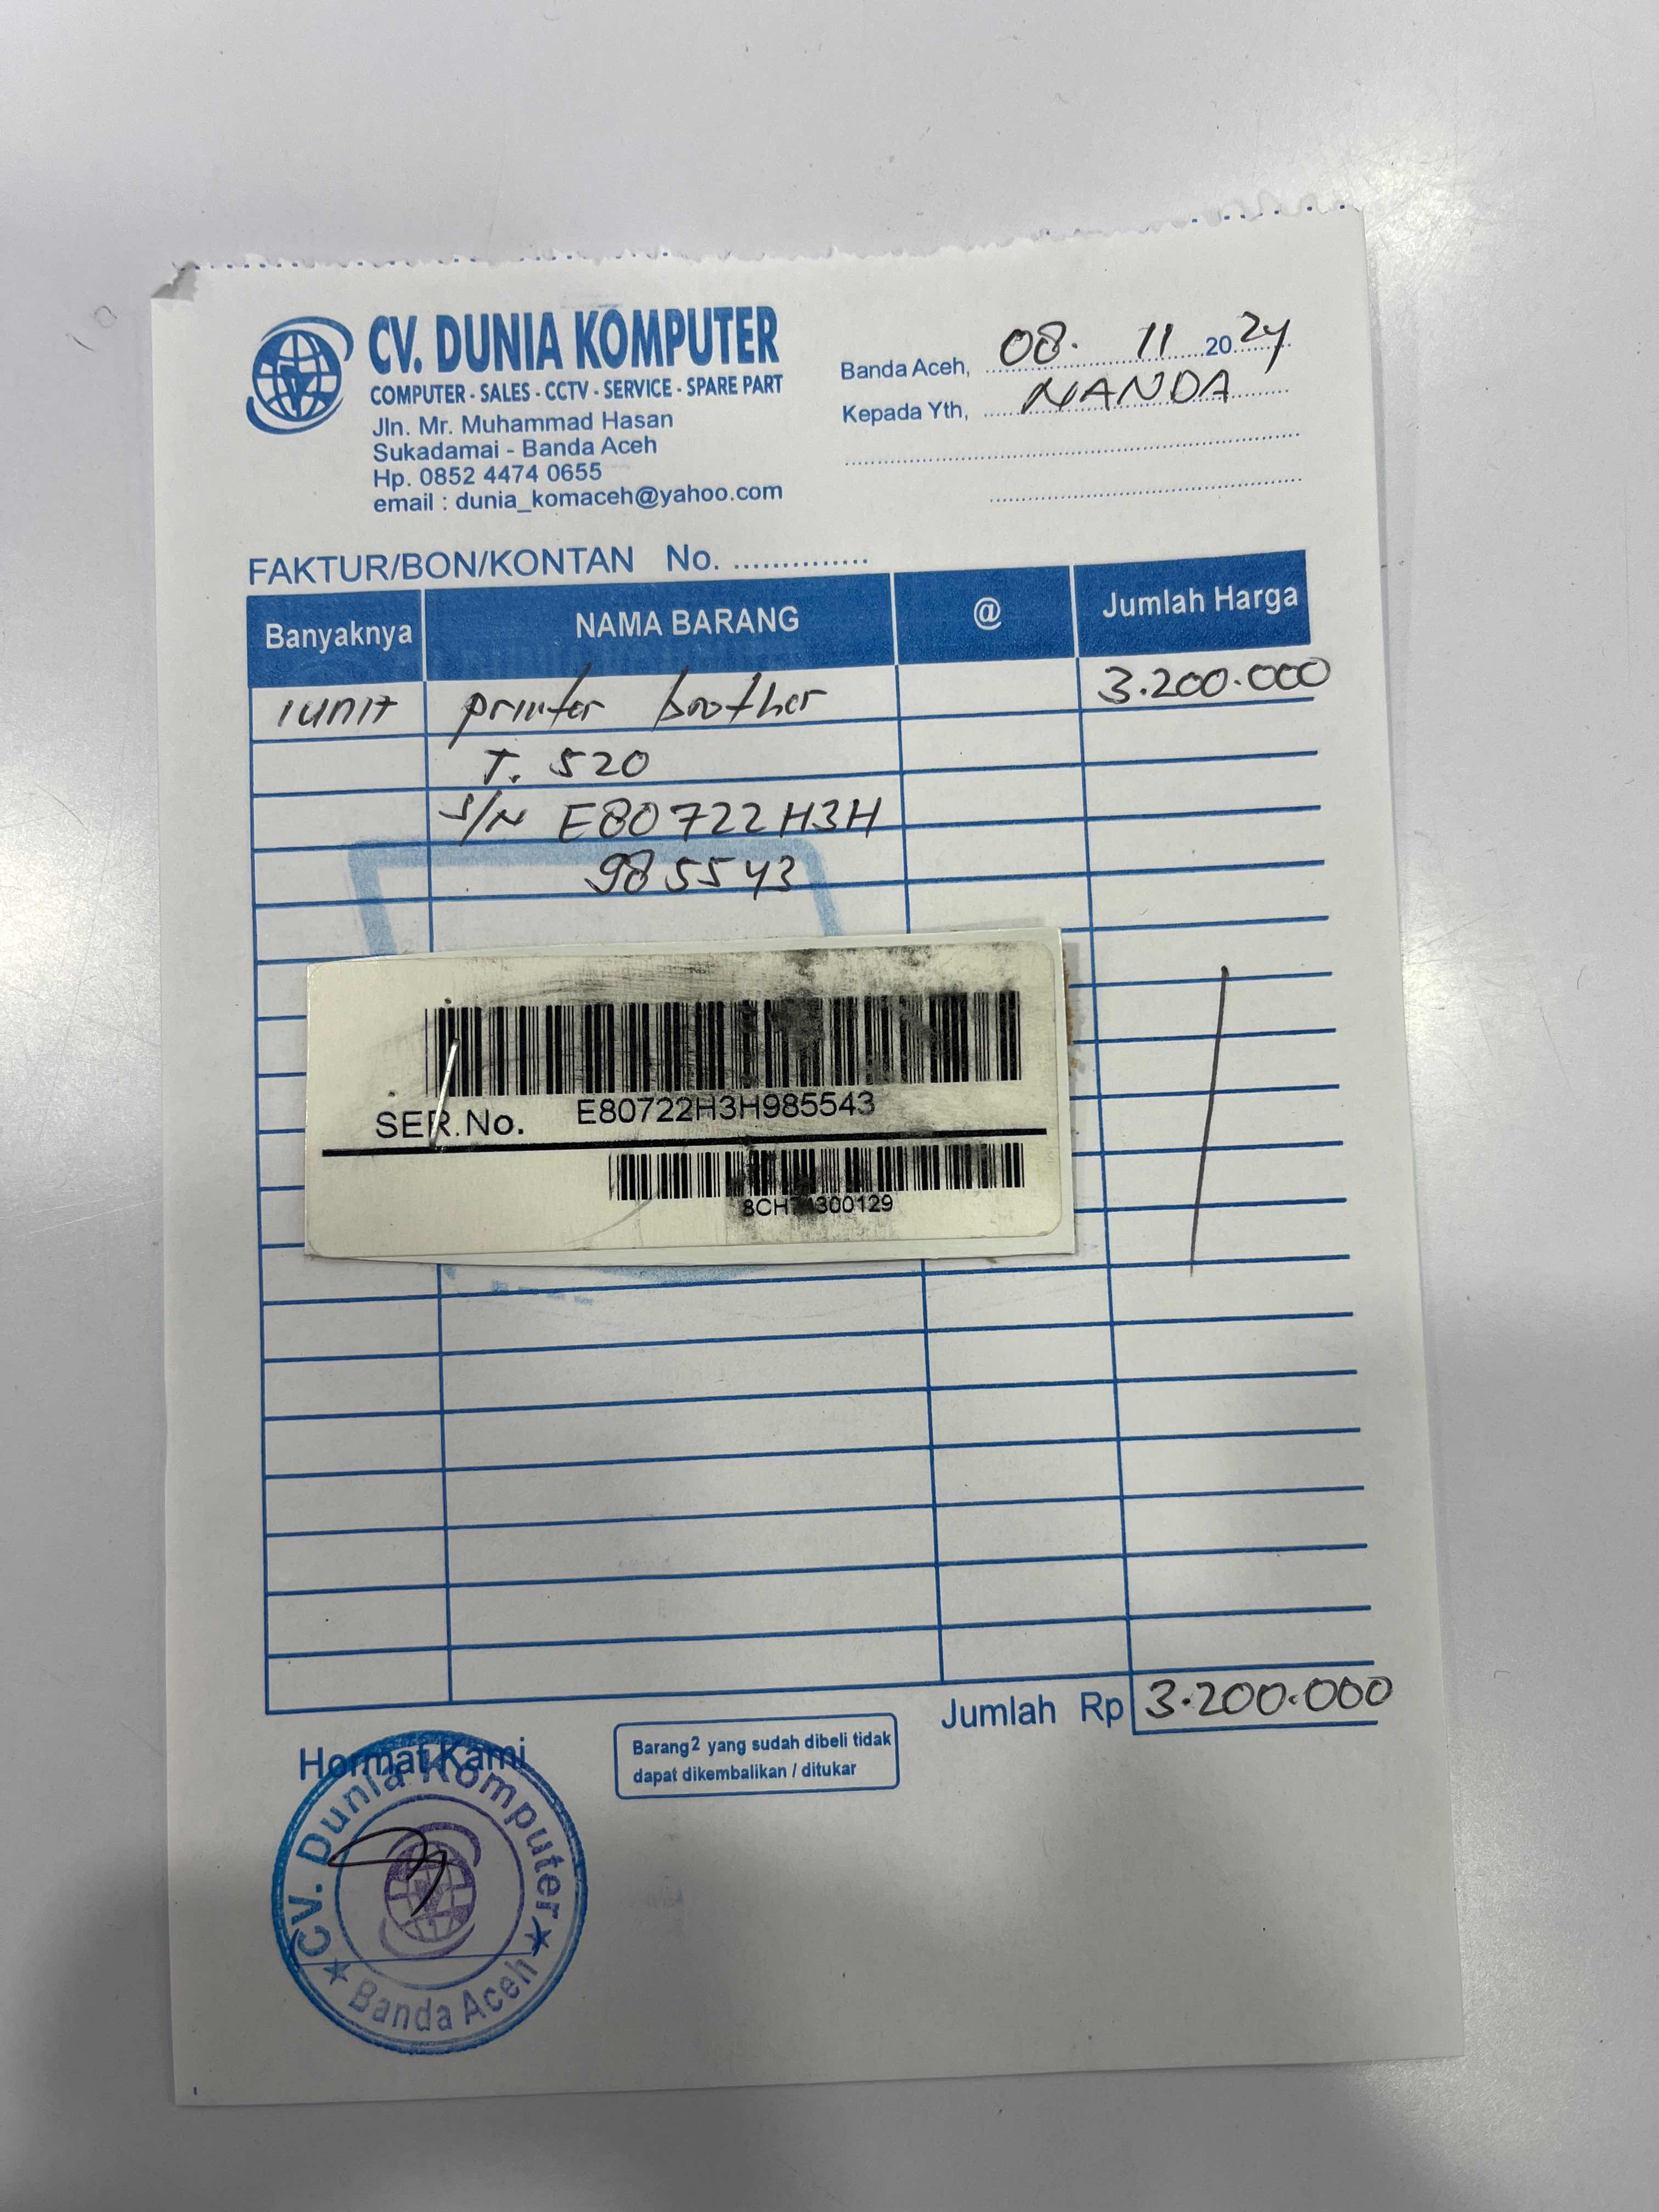 CV. DUNIA KOMPUTER
COMPUTER - SALES - CCTV - SERVICE - SPARE PART
Jln. Mr. Muhammad Hasan
Sukadamai - Banda Aceh
Hp. 0852 4474 0655
email : dunia_komaceh@yahoo.com
Banda Aceh, 08. 11 2024
Kepada Yth, NANDA
FAKTUR/BON/KONTAN No. ..............
Banyaknya NAMA BARANG @ Jumlah Harga
1 UNIT printer brother 3.200.000
T. 520
S/N E80722H3H
985543
SER.No. E80722H3H985543
Jumlah Rp 3.200.000
Hormat Kami
Barang2 yang sudah dibeli tidak
dapat dikembalikan / ditukar
CV. Dunia Komputer
Banda Aceh